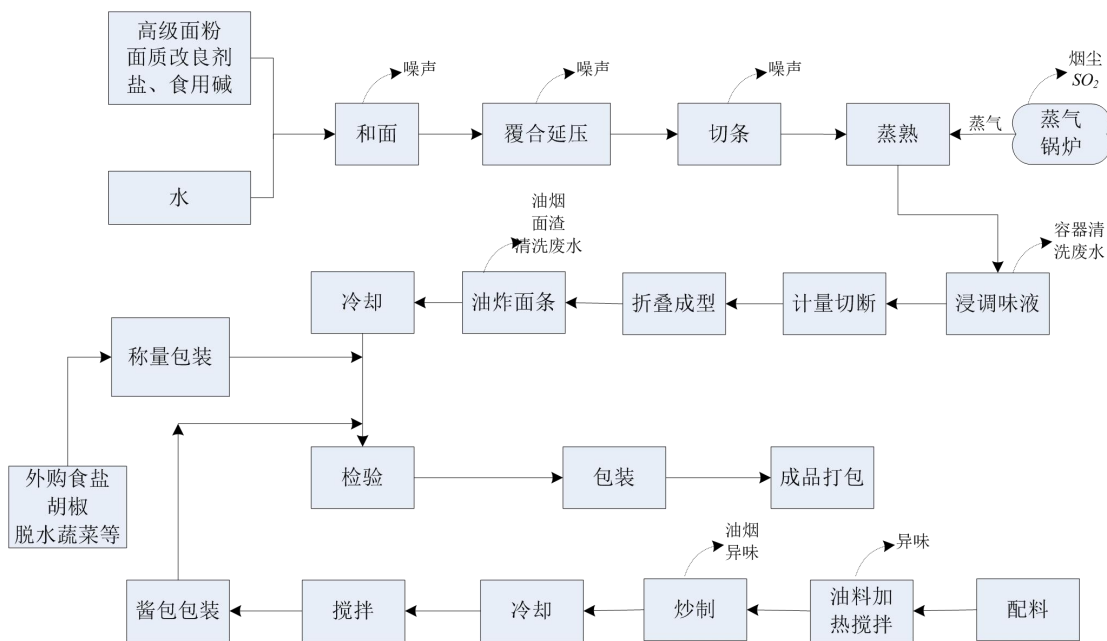 高级面粉
面质改良剂
盐、食用碱
水
噪声
和面
噪声
覆合延压
噪声
切条
蒸熟
蒸气
烟尘
SO2
蒸气
锅炉
容器清
洗废水
浸调味液
计量切断
折叠成型
油烟
面渣
清洗废水
油炸面条
冷却
称量包装
外购食盐
胡椒
脱水蔬菜等
检验
包装
成品打包
酱包包装
搅拌
冷却
油烟
异味
炒制
异味
油料加
热搅拌
配料